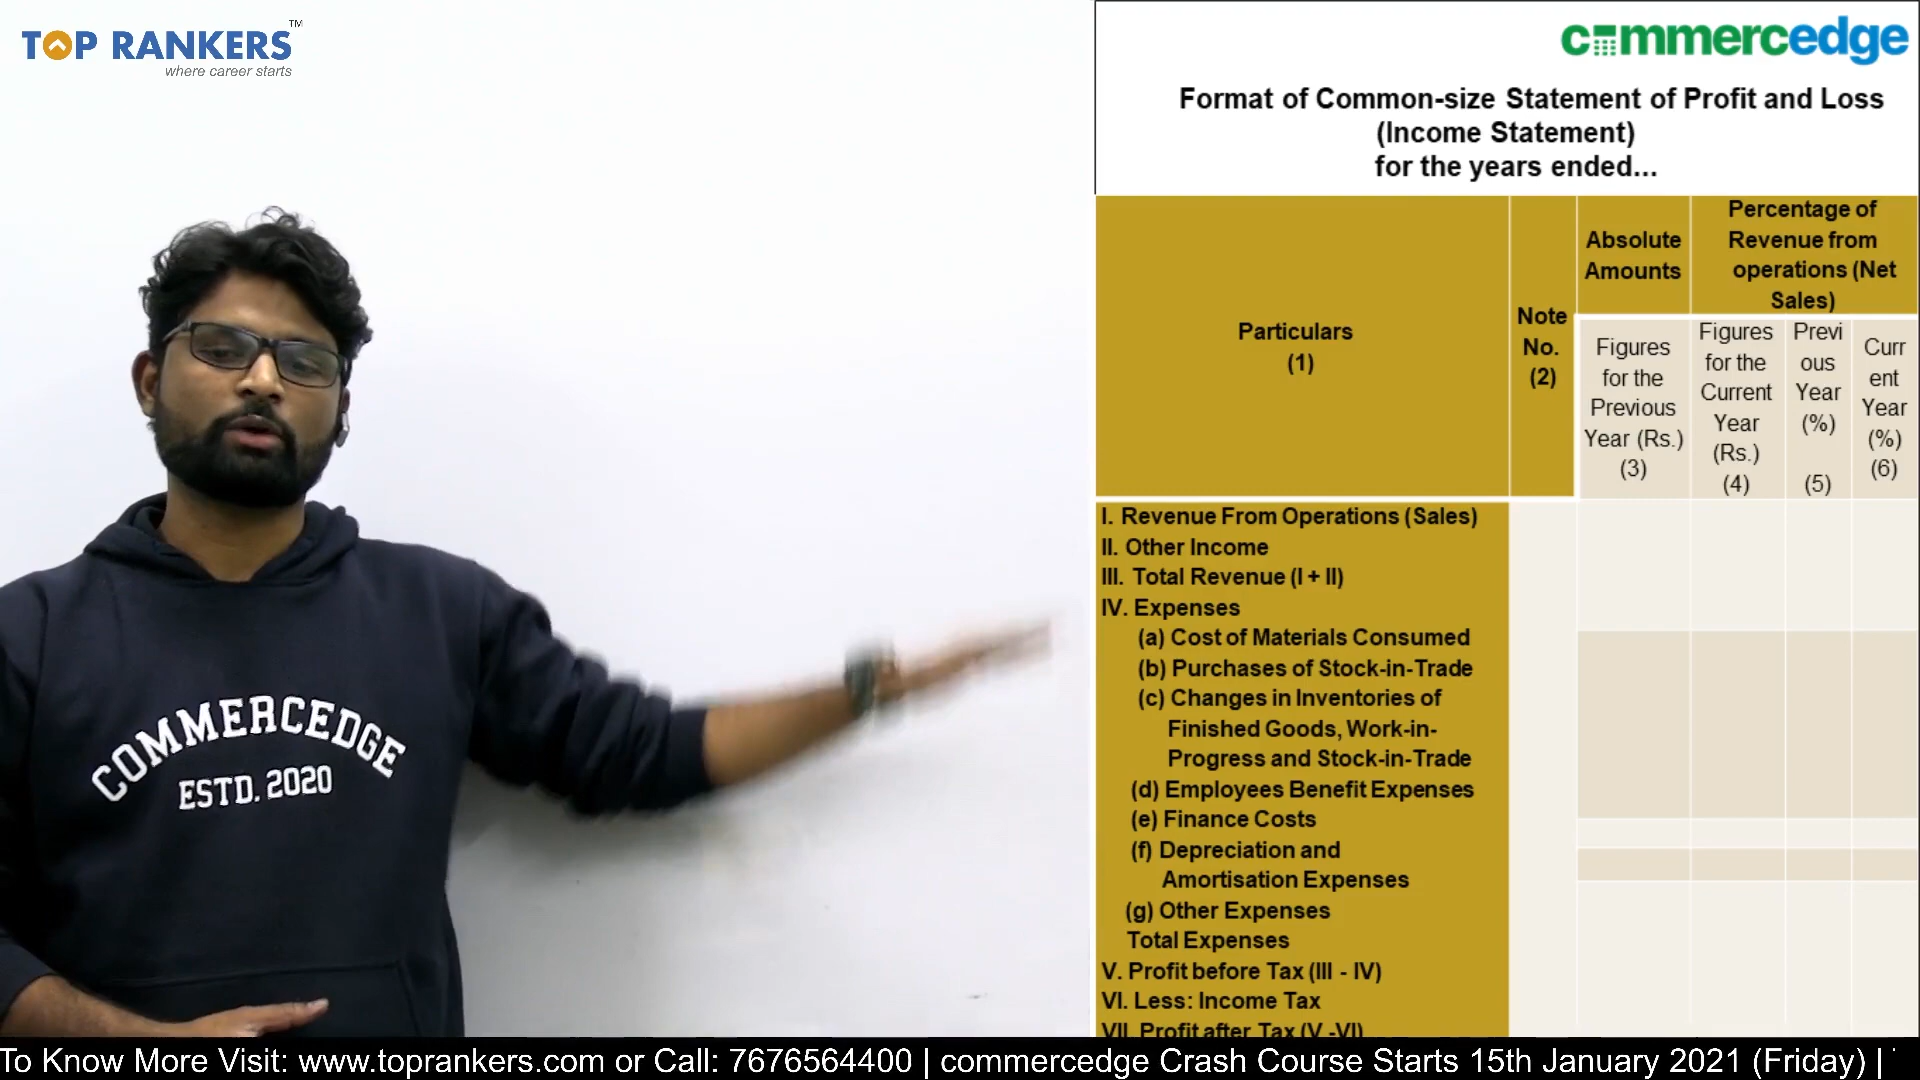 TOP RANKERS™
where career starts
COMMERCEDGE
ESTD. 2020
commercedge
Format of Common-size Statement of Profit and Loss
(Income Statement)
for the years ended...
Particulars
(1)
Note
No.
(2)
Absolute
Amounts
Percentage of
Revenue from
operations (Net
Sales)
Figures
for the
Previous
Year (Rs.)
(3)
Figures
for the
Current
Year
(Rs.)
(4)
Previ
ous
Year
(%)
(5)
Curr
ent
Year
(%)
(6)
I. Revenue From Operations (Sales)
II. Other Income
III. Total Revenue (I + II)
IV. Expenses
(a) Cost of Materials Consumed
(b) Purchases of Stock-in-Trade
(c) Changes in Inventories of
Finished Goods, Work-in-
Progress and Stock-in-Trade
(d) Employees Benefit Expenses
(e) Finance Costs
(f) Depreciation and
Amortisation Expenses
(g) Other Expenses
Total Expenses
V. Profit before Tax (III - IV)
VI. Less: Income Tax
VII. Profit after Tax (V -VI)
To Know More Visit: www.toprankers.com or Call: 7676564400 | commercedge Crash Course Starts 15th January 2021 (Friday) |